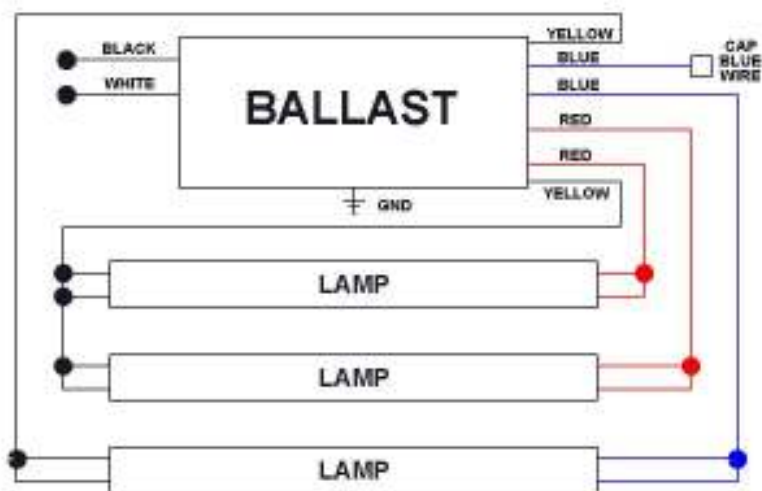 YELLOW
BLACK
BLUE
CAP
BLUE
WIRE
WHITE
BLUE
BALLAST
RED
RED
YELLOW
GND
LAMP
LAMP
LAMP